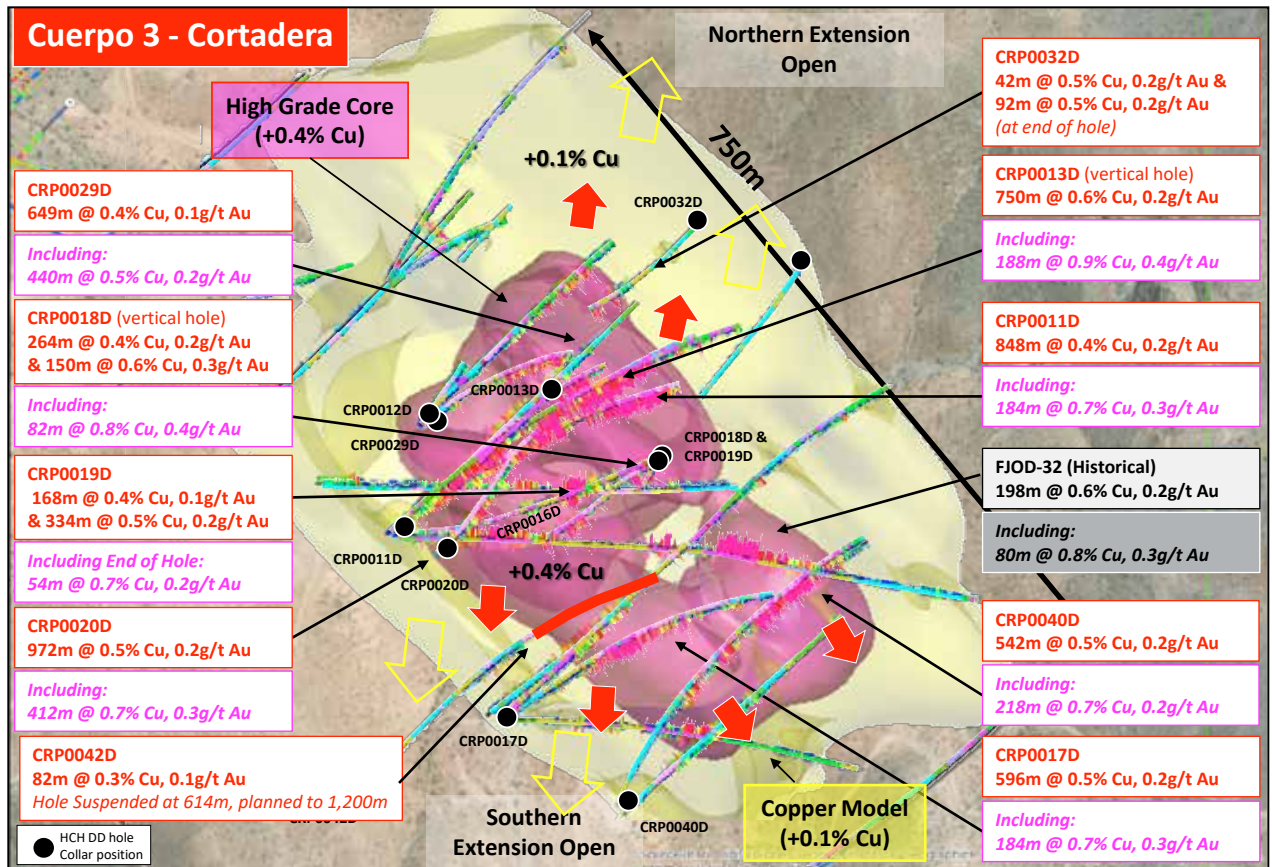 Cuerpo 3 - Cortadera
Northern Extension
Open
High Grade Core
(+0.4% Cu)
+0.1% Cu
750m
CRP0032D
CRP0029D
649m @ 0.4% Cu, 0.1g/t Au
Including:
440m @ 0.5% Cu, 0.2g/t Au
CRP0018D (vertical hole)
264m @ 0.4% Cu, 0.2g/t Au
& 150m @ 0.6% Cu, 0.3g/t Au
Including:
82m @ 0.8% Cu, 0.4g/t Au
CRP0019D
168m @ 0.4% Cu, 0.1g/t Au
& 334m @ 0.5% Cu, 0.2g/t Au
Including End of Hole:
54m @ 0.7% Cu, 0.2g/t Au
CRP0020D
972m @ 0.5% Cu, 0.2g/t Au
Including:
412m @ 0.7% Cu, 0.3g/t Au
CRP0042D
82m @ 0.3% Cu, 0.1g/t Au
Hole Suspended at 614m, planned to 1,200m
HCH DD hole
Collar position
CRP0013D
CRP0012D
CRP0029D
CRP0018D &
CRP0019D
CRP0016D
CRP0011D
CRP0020D
+0.4% Cu
CRP0017D
CRP0040D
Southern
Extension Open
Copper Model
(+0.1% Cu)
CRP0032D
42m @ 0.5% Cu, 0.2g/t Au &
92m @ 0.5% Cu, 0.2g/t Au
(at end of hole)
CRP0013D (vertical hole)
750m @ 0.6% Cu, 0.2g/t Au
Including:
188m @ 0.9% Cu, 0.4g/t Au
CRP0011D
848m @ 0.4% Cu, 0.2g/t Au
Including:
184m @ 0.7% Cu, 0.3g/t Au
FJOD-32 (Historical)
198m @ 0.6% Cu, 0.2g/t Au
Including:
80m @ 0.8% Cu, 0.3g/t Au
CRP0040D
542m @ 0.5% Cu, 0.2g/t Au
Including:
218m @ 0.7% Cu, 0.2g/t Au
CRP0017D
596m @ 0.5% Cu, 0.2g/t Au
Including:
184m @ 0.7% Cu, 0.3g/t Au